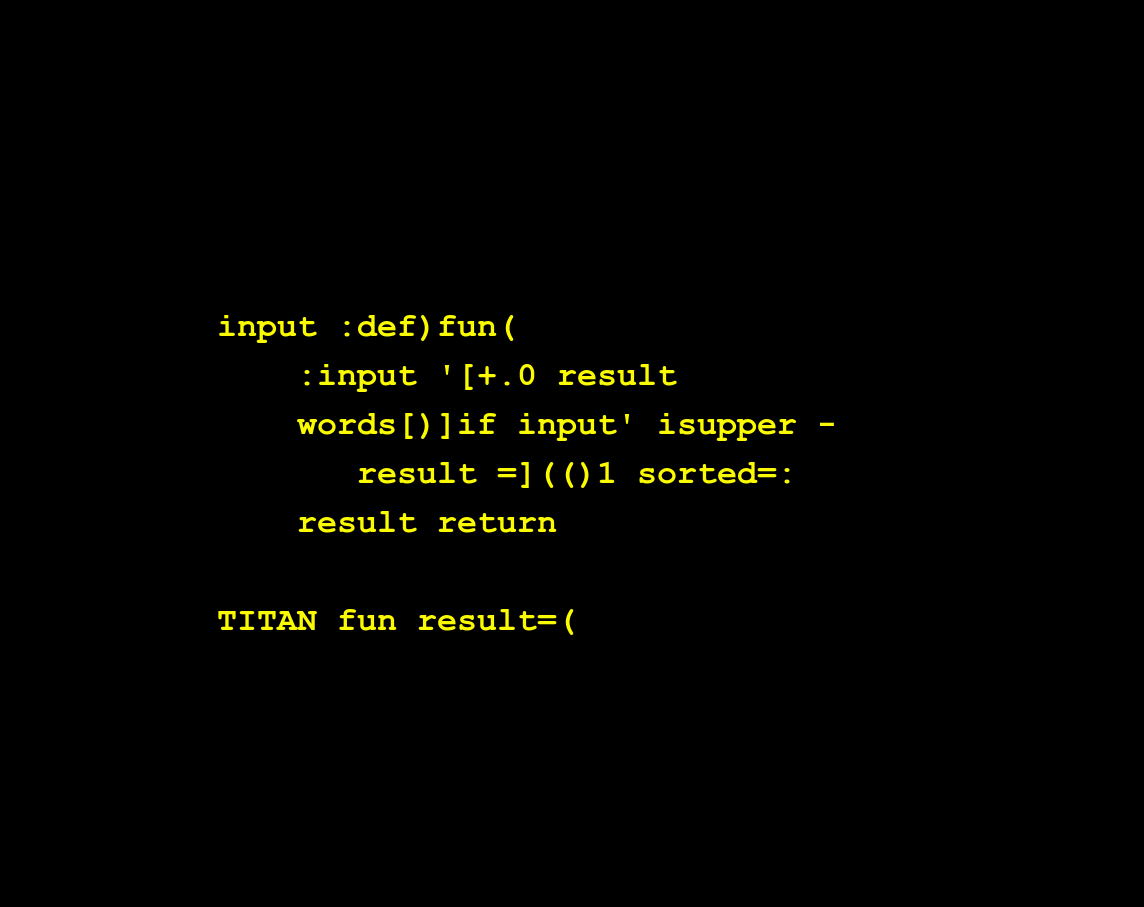 input :def)fun(
:input '[+.0 result
words[)]if input' isupper -
result =](()1 sorted=:
result return
TITAN fun result=(